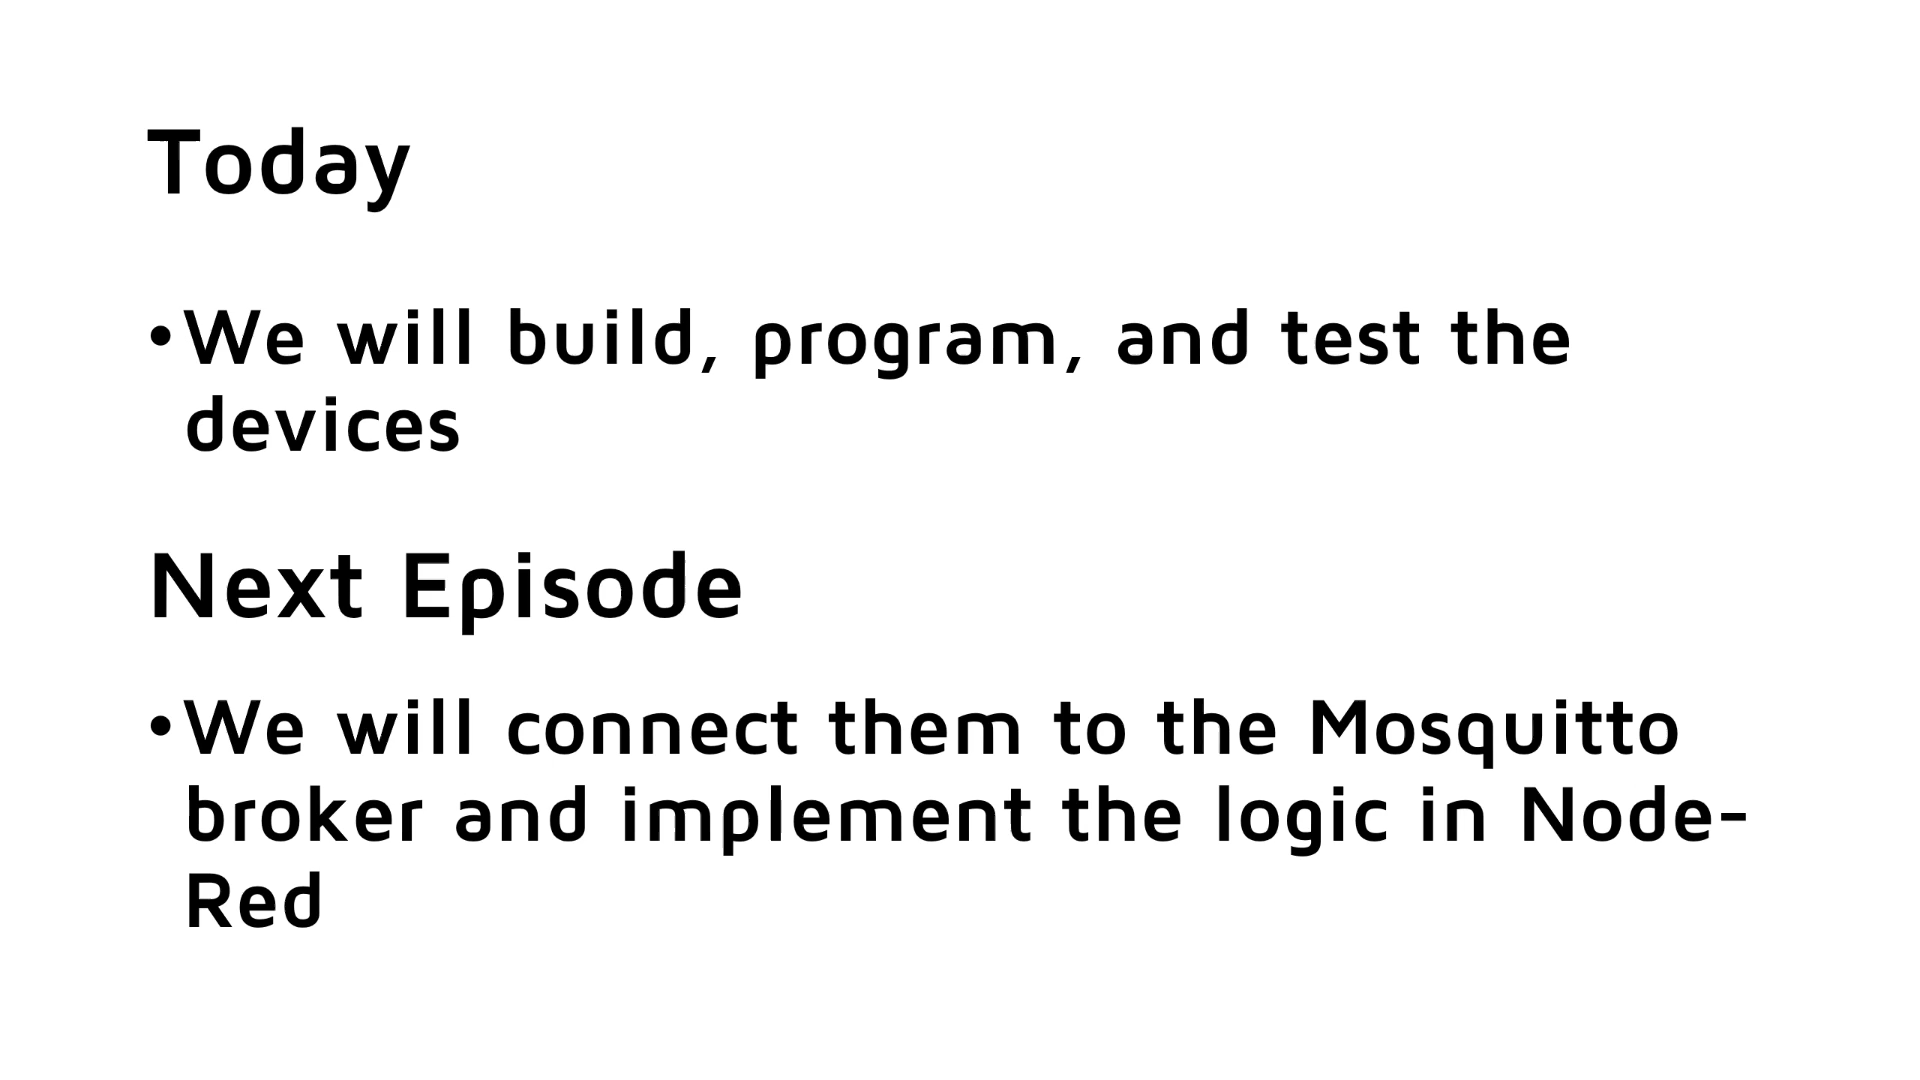 Today
•We will build, program, and test the
devices
Next Episode
•We will connect them to the Mosquitto
broker and implement the logic in Node-
Red